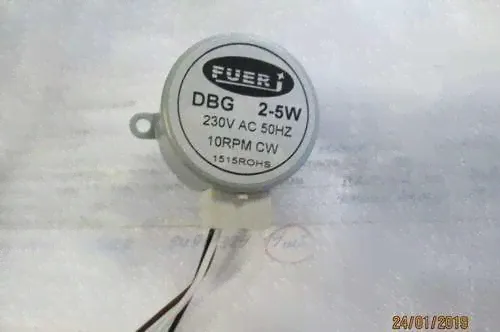 FUERJ
DBG 2-5W
230V AC 50HZ
10RPM CW
1515ROHS
24/01/2019